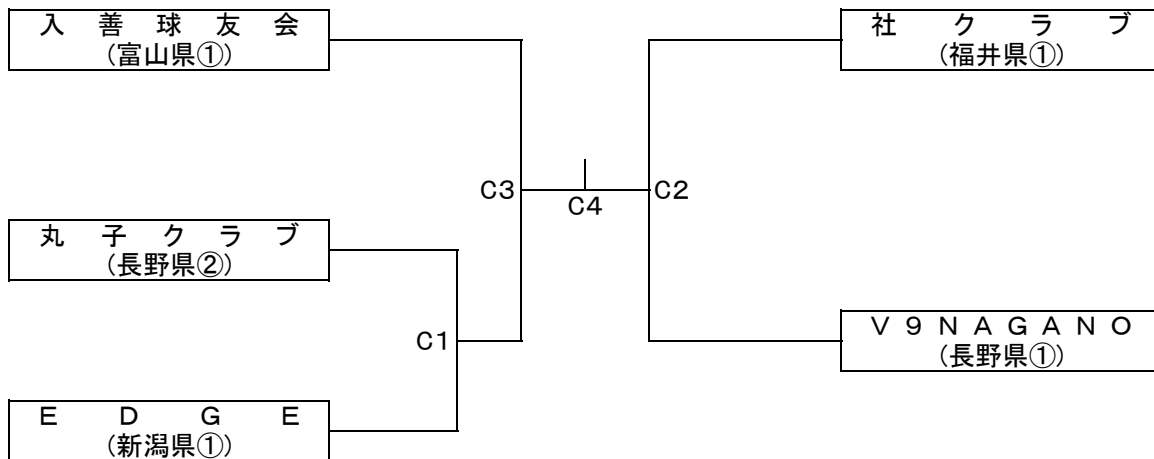 入善球友会
(富山県①)
社クラブ
(福井県①)
C3
C4
C2
丸子クラブ
(長野県②)
C1
V9NAGANO
(長野県①)
EDGE
(新潟県①)